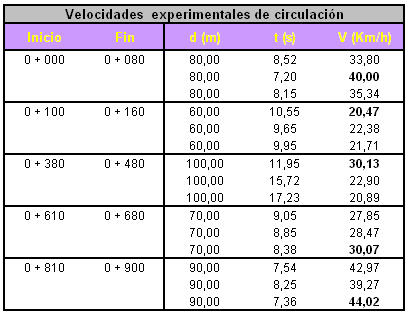 Velocidades experimentales de circulación
Inicio Fin d (m) t (s) V (Km/h)
0 + 000 0 + 080 80,00 8,52 33,80
80,00 7,20 40,00
80,00 8,15 35,34
0 + 100 0 + 160 60,00 10,55 20,47
60,00 9,65 22,38
60,00 9,95 21,71
0 + 380 0 + 480 100,00 11,95 30,13
100,00 15,72 22,90
100,00 17,23 20,89
0 + 610 0 + 680 70,00 9,05 27,85
70,00 8,85 28,47
70,00 8,38 30,07
0 + 810 0 + 900 90,00 7,54 42,97
90,00 8,25 39,27
90,00 7,36 44,02